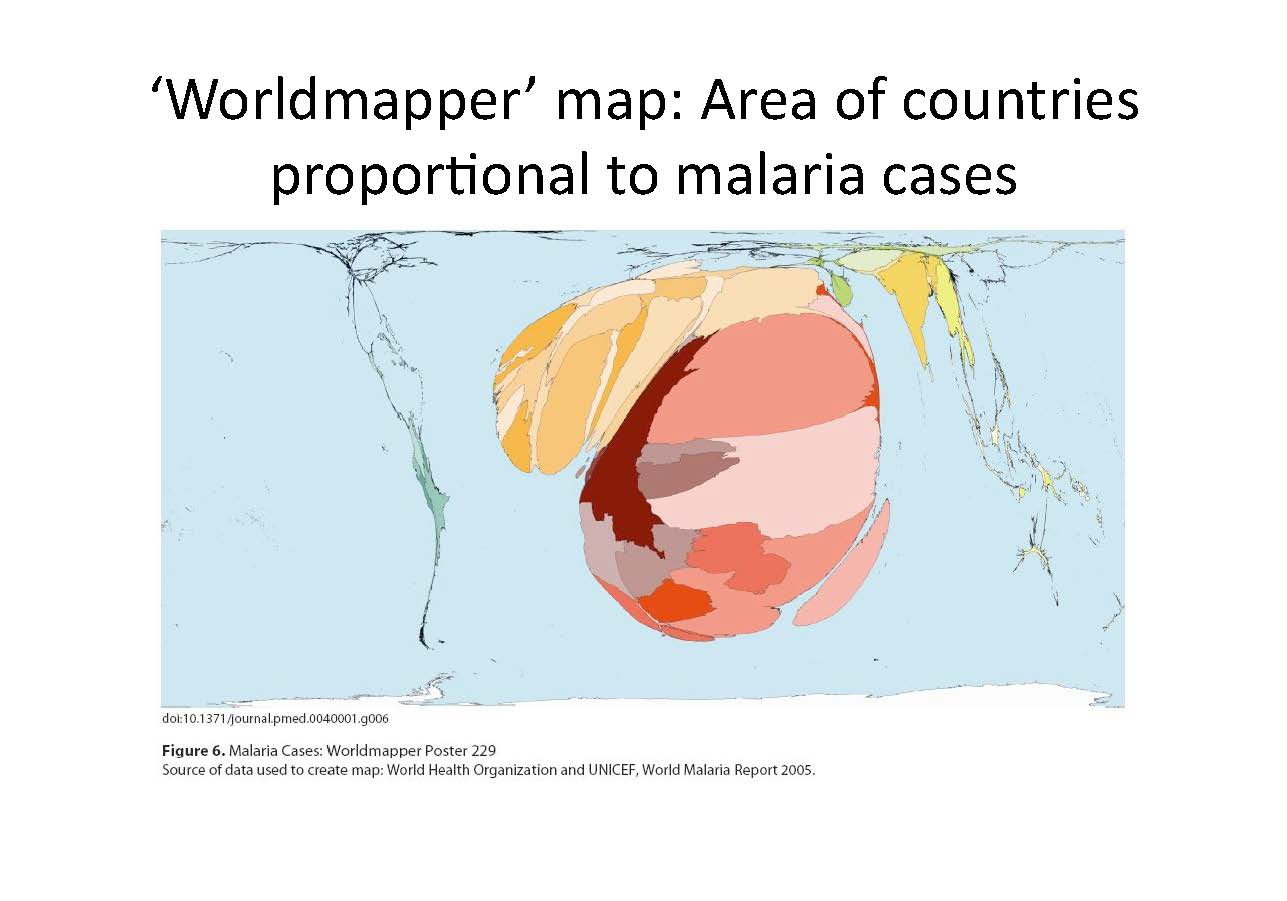 ‘Worldmapper’ map: Area of countries
proportional to malaria cases
doi:10.1371/journal.pmed.0040001.g006
Figure 6. Malaria Cases: Worldmapper Poster 229
Source of data used to create map: World Health Organization and UNICEF, World Malaria Report 2005.